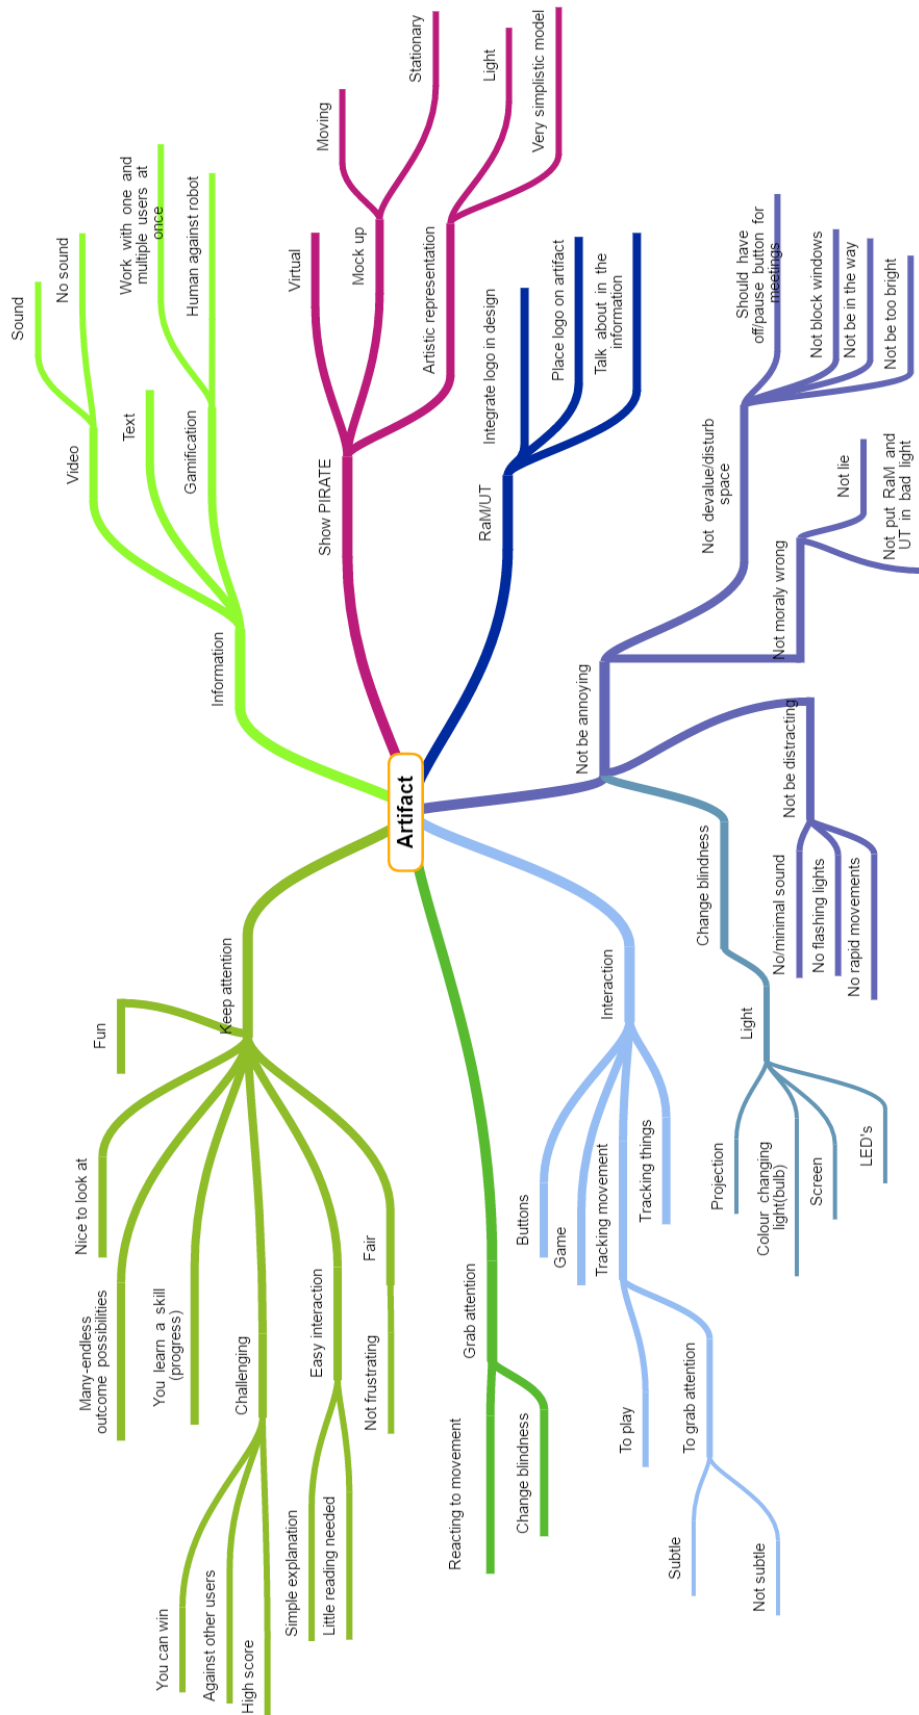 Artifact
Keep attention
Fun
Nice to look at
Many-endless
outcome possibilities
You learn a skill
(progress)
Challenging
You can win
Against other users
High score
Easy interaction
Simple explanation
Little reading needed
Fair
Not frustrating
Grab attention
Reacting to movement
Change blindness
Interaction
Buttons
Game
Tracking movement
To play
To grab attention
Subtle
Not subtle
Tracking things
Information
Video
Sound
No sound
Text
Gamification
Work with one and
multiple users at
once
Human against robot
Show PIRATE
Virtual
Mock up
Moving
Stationary
Artistic representation
Light
Very simplistic model
RaM/UT
Integrate logo in design
Place logo on artifact
Talk about in the
information
Not be annoying
Not devalue/disturb
space
Should have
off/pause button for
meetings
Not block windows
Not be in the way
Not be too bright
Not moraly wrong
Not lie
Not put RaM and
UT in bad light
Not be distracting
No/minimal sound
No flashing lights
No rapid movements
Change blindness
Light
Projection
Colour changing
light(bulb)
Screen
LED's